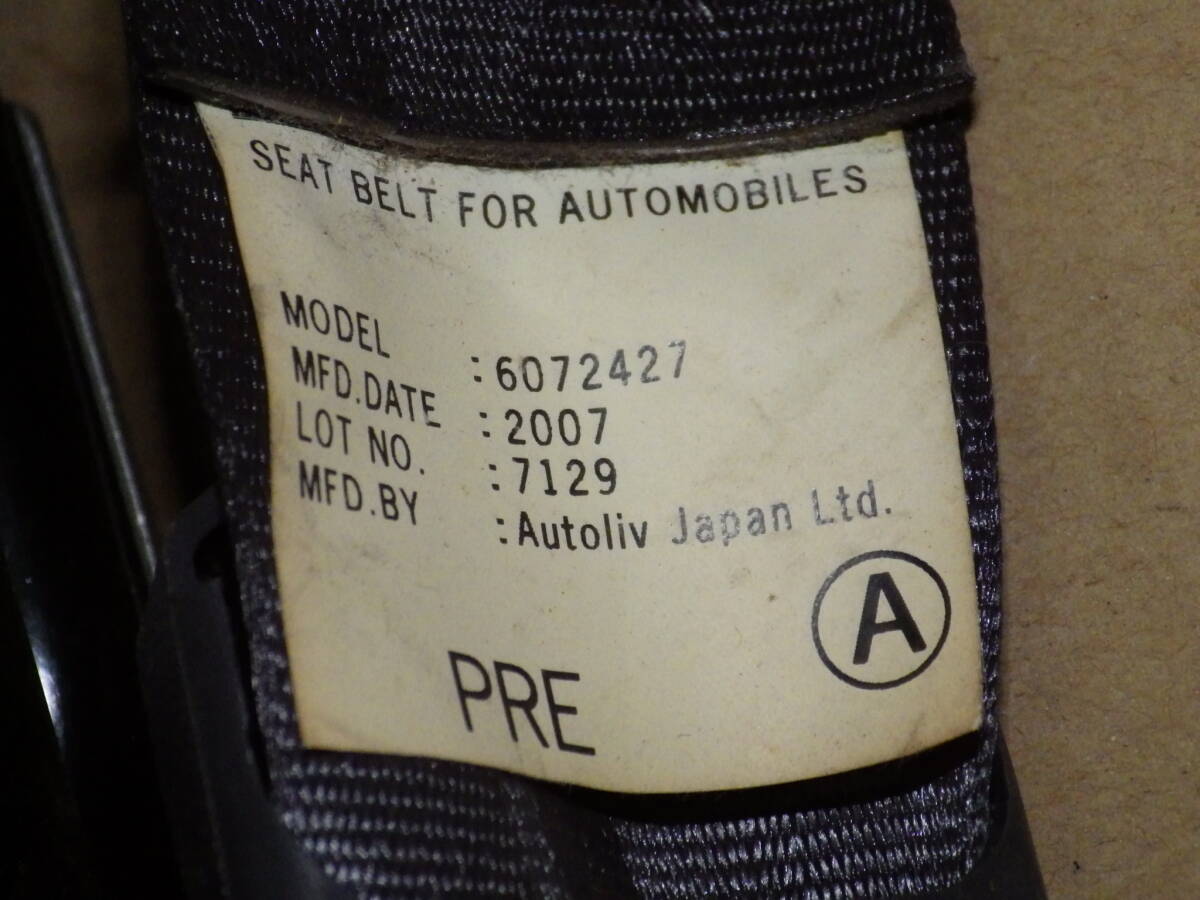 SEAT BELT FOR AUTOMOBILES
MODEL :6072427
MFD.DATE :2007
LOT NO. :7129
MFD.BY :Autoliv Japan Ltd.
A
PRE